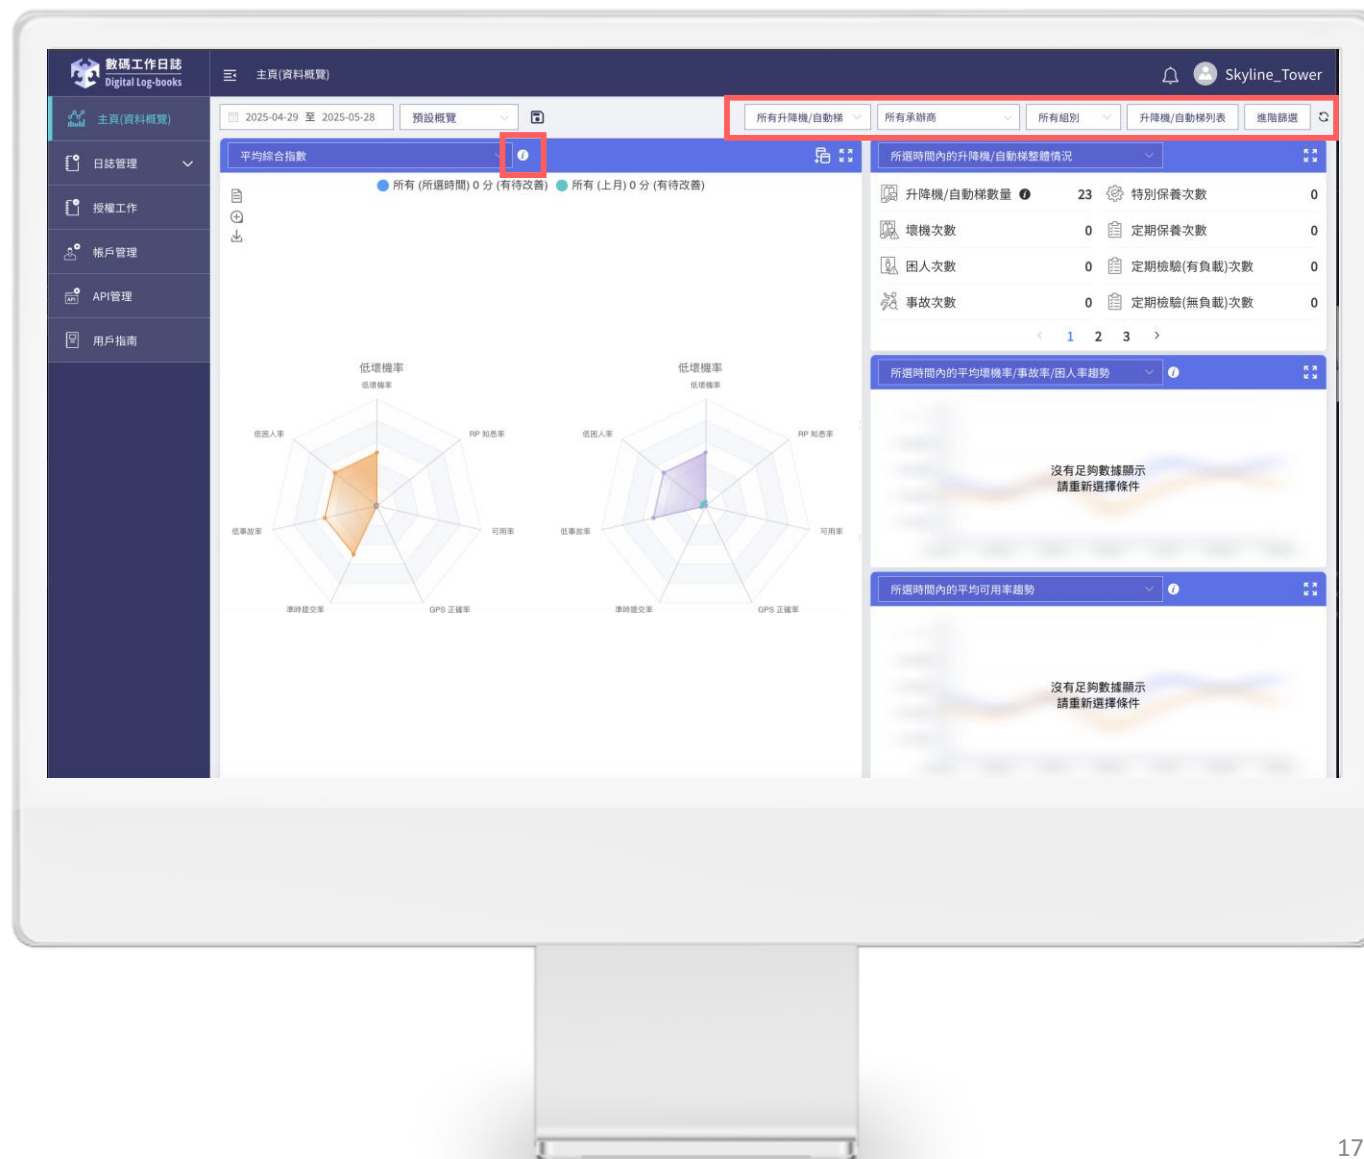 數碼工作日誌
Digital Log-books
主頁(資料概覽)
Skyline_Tower
主頁(資料概覽)
日誌管理
授權工作
帳戶管理
API管理
用戶指南
2025-04-29 至 2025-05-28
預設概覽
所有升降機/自動梯
所有承辦商
所有組別
升降機/自動梯列表
進階篩選
平均綜合指數
所有 (所選時間) 0 分 (有待改善)
所有 (上月) 0 分 (有待改善)
低壞機率
低壞機率
RP 知悉率
可用率
GPS 正確率
準時提交率
低事故率
低困人率
低壞機率
低壞機率
RP 知悉率
可用率
GPS 正確率
準時提交率
低事故率
低困人率
所選時間內的升降機/自動梯整體情況
升降機/自動梯數量 23
特別保養次數 0
壞機次數 0
定期保養次數 0
困人次數 0
定期檢驗(有負載)次數 0
事故次數 0
定期檢驗(無負載)次數 0
< 1 2 3 >
所選時間內的平均壞機率/事故率/困人率趨勢
沒有足夠數據顯示
請重新選擇條件
所選時間內的平均可用率趨勢
沒有足夠數據顯示
請重新選擇條件
17